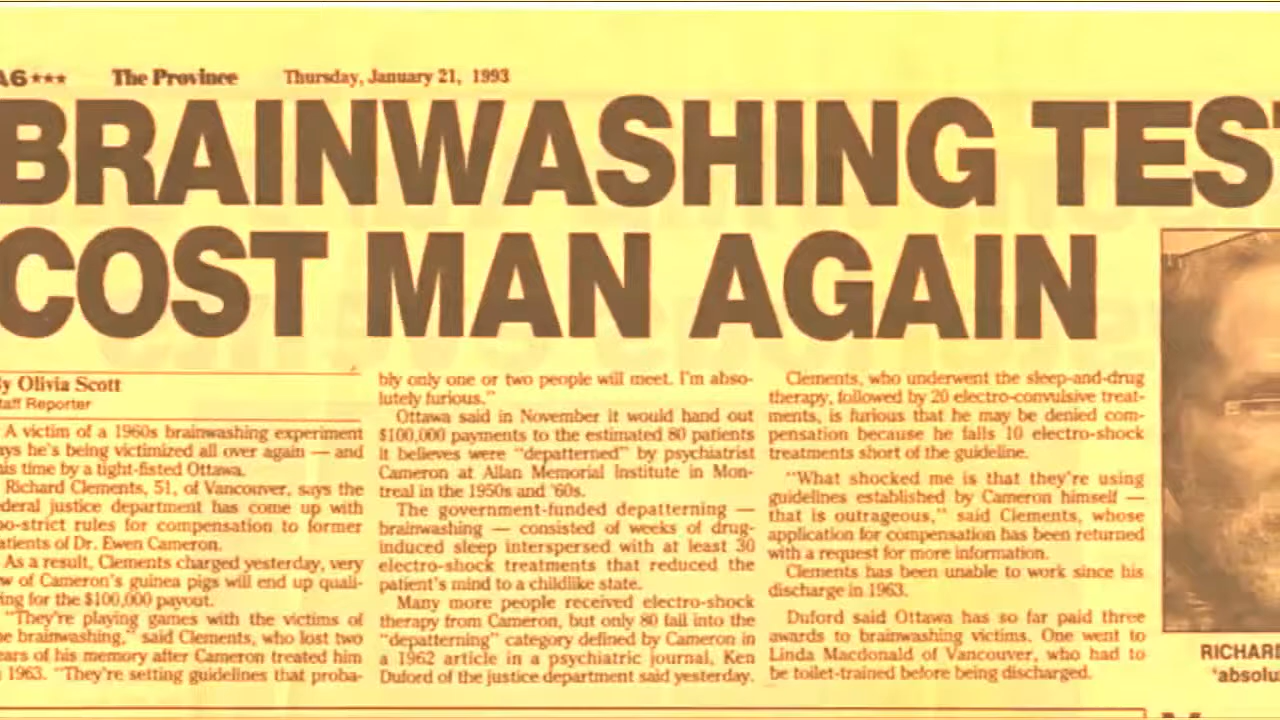 A6*** The Province Thursday, January 21, 1993
BRAINWASHING TES
COST MAN AGAIN
y Olivia Scott
taff Reporter
A victim of a 1960s brainwashing experiment
ays he's being victimized all over again — and
is time by a tight-fisted Ottawa.
Richard Clements, 51, of Vancouver, says the
deral justice department has come up with
oo-strict rules for compensation to former
atients of Dr. Ewen Cameron.
As a result, Clements charged yesterday, very
w of Cameron's guinea pigs will end up quali-
ing for the $100,000 payout.
"They're playing games with the victims of
e brainwashing," said Clements, who lost two
ears of his memory after Cameron treated him
1963. "They're setting guidelines that proba-
bly only one or two people will meet. I'm abso-
lutely furious."
Ottawa said in November it would hand out
$100,000 payments to the estimated 80 patients
it believes were "depatterned" by psychiatrist
Cameron at Allan Memorial Institute in Mon-
treal in the 1950s and '60s.
The government-funded depatterning —
brainwashing — consisted of weeks of drug-
induced sleep interspersed with at least 30
electro-shock treatments that reduced the
patient's mind to a childlike state.
Many more people received electro-shock
therapy from Cameron, but only 80 fall into the
"depatterning" category defined by Cameron in
a 1962 article in a psychiatric journal, Ken
Duford of the justice department said yesterday.
Clements, who underwent the sleep-and-drug
therapy, followed by 20 electro-convulsive treat-
ments, is furious that he may be denied com-
pensation because he falls 10 electro-shock
treatments short of the guideline.
"What shocked me is that they're using
guidelines established by Cameron himself —
that is outrageous," said Clements, whose
application for compensation has been returned
with a request for more information.
Clements has been unable to work since his
discharge in 1963.
Duford said Ottawa has so far paid three
awards to brainwashing victims. One went to
Linda Macdonald of Vancouver, who had to
be toilet-trained before being discharged.
RICHARD
'absolu